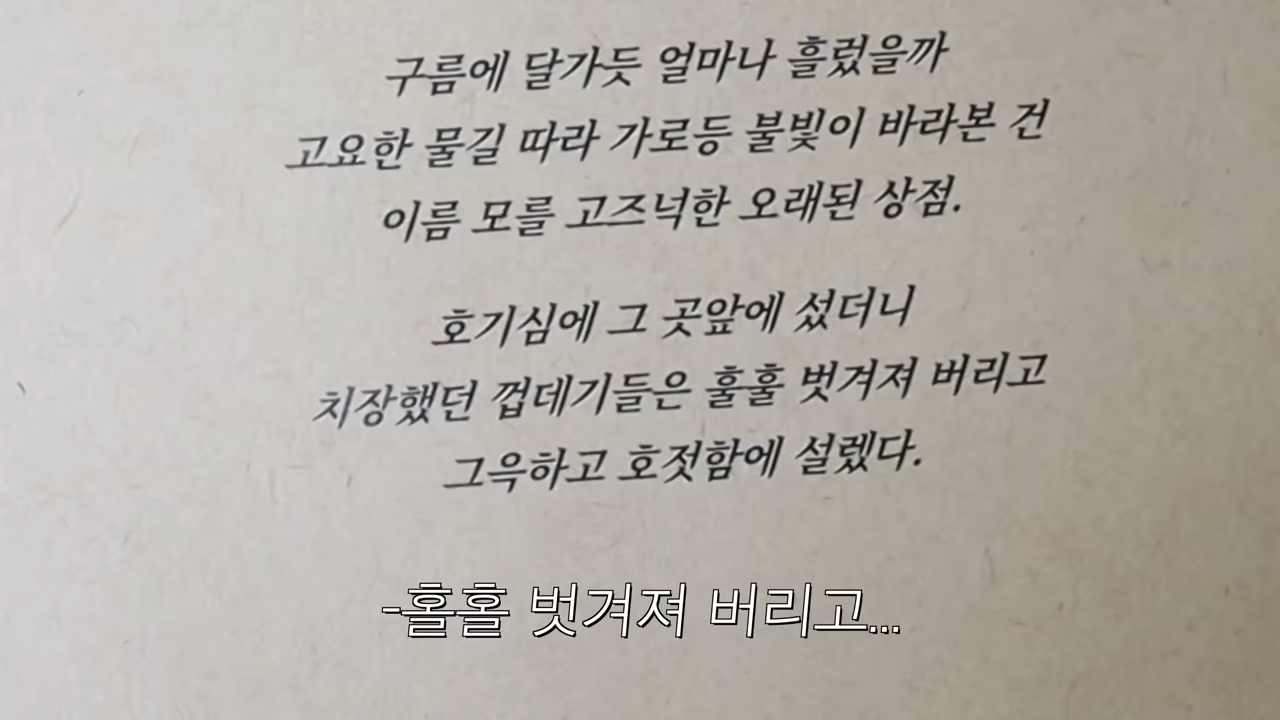 구름에 달가듯 얼마나 흘렀을까
고요한 물길 따라 가로등 불빛이 바라본 건
이름 모를 고즈넉한 오래된 상점.
호기심에 그 곳앞에 섰더니
치장했던 껍데기들은 훌훌 벗겨져 버리고
그윽하고 호젓함에 설렜다.
-홀홀 벗겨져 버리고...